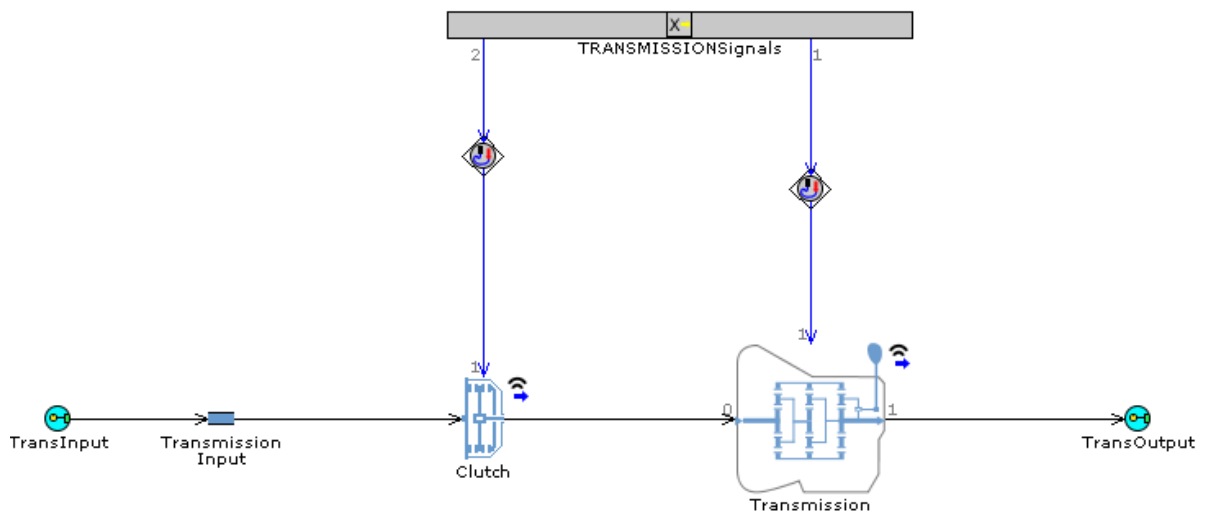 X
TRANSMISSIONSignals
2
1
1
1
0
1
TransInput
Transmission
Input
Clutch
Transmission
TransOutput